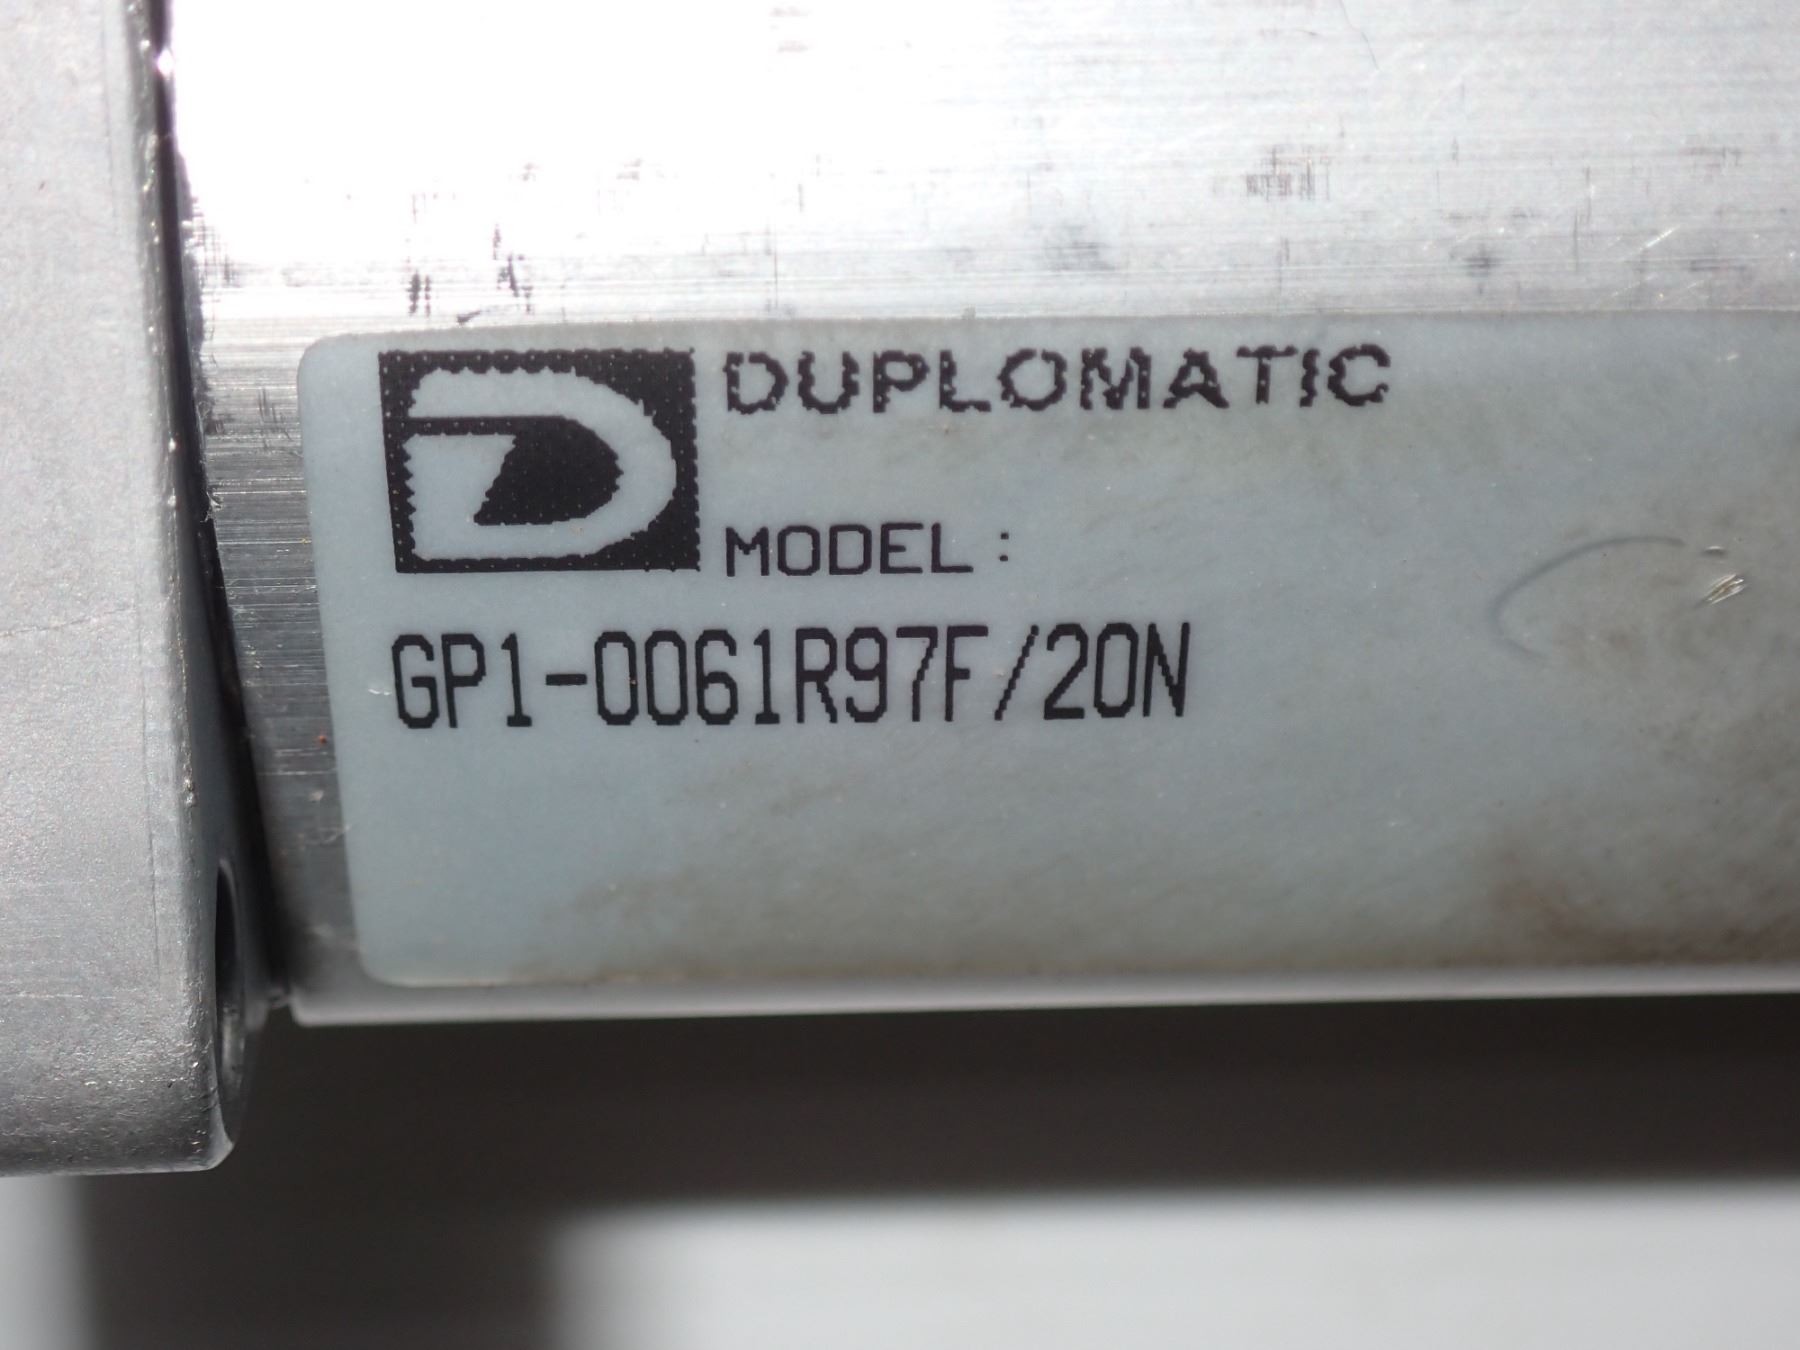 DUPLOMATIC
MODEL:
GP1-0061R97F/20N